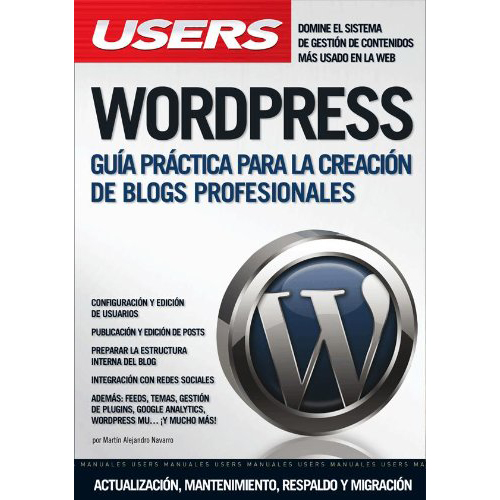 USERS
DOMINE EL SISTEMA
DE GESTIÓN DE CONTENIDOS
MÁS USADO EN LA WEB
WORDPRESS
GUÍA PRÁCTICA PARA LA CREACIÓN
DE BLOGS PROFESIONALES
W
CONFIGURACIÓN Y EDICIÓN
DE USUARIOS
PUBLICACIÓN Y EDICIÓN DE POSTS
PREPARAR LA ESTRUCTURA
INTERNA DEL BLOG
INTEGRACIÓN CON REDES SOCIALES
ADEMÁS: FEEDS, TEMAS, GESTIÓN
DE PLUGINS, GOOGLE ANALYTICS,
WORDPRESS MU... ¡Y MUCHO MÁS!
por Martín Alejandro Navarro
MANUALES USERS MANUALES USERS MANUALES USERS MANUALES USERS MANUALES USERS MA
ACTUALIZACIÓN, MANTENIMIENTO, RESPALDO Y MIGRACIÓN